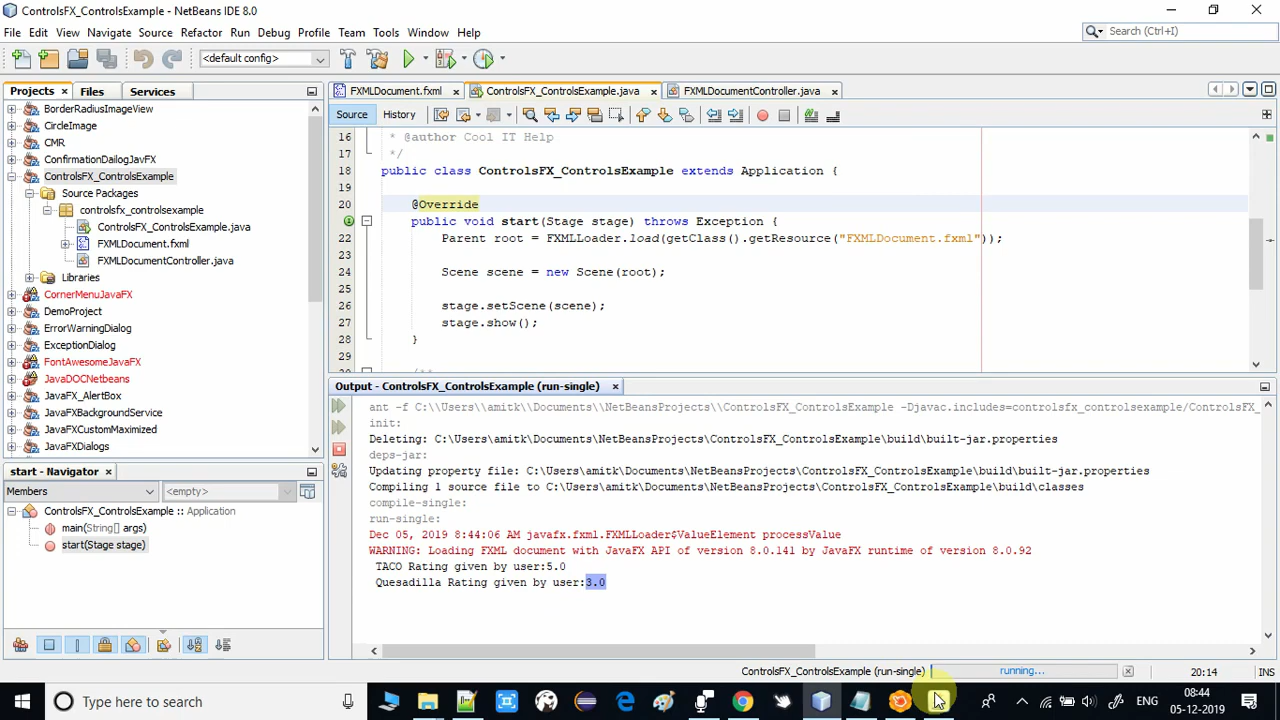 ControlsFX_ControlsExample - NetBeans IDE 8.0
File Edit View Navigate Source Refactor Run Debug Profile Team Tools Window Help
Search (Ctrl+I)
<default config>
Projects Files Services
FXMLDocument.fxml ControlsFX_ControlsExample.java FXMLDocumentController.java
Source History
BorderRadiusImageView
CircleImage
CMR
ConfirmationDailogJavFX
ControlsFX_ControlsExample
Source Packages
controlsfx_controlsexample
ControlsFX_ControlsExample.java
FXMLDocument.fxml
FXMLDocumentController.java
Libraries
CornerMenuJavaFX
DemoProject
ErrorWarningDialog
ExceptionDialog
FontAwesomeJavaFX
JavaDOCNetbeans
JavaFX_AlertBox
JavaFXBackgroundService
JavaFXCustomMaximized
JavaFXDialogs
16 * @author Cool IT Help
17 */
18 public class ControlsFX_ControlsExample extends Application {
19
20 @Override
public void start(Stage stage) throws Exception {
22 Parent root = FXMLLoader.load(getClass().getResource("FXMLDocument.fxml"));
23
24 Scene scene = new Scene(root);
25
26 stage.setScene(scene);
27 stage.show();
28 }
29
30 /**
start - Navigator
Members <empty>
ControlsFX_ControlsExample :: Application
main(String[] args)
start(Stage stage)
Output - ControlsFX_ControlsExample (run-single)
ant -f C:\\Users\\amitk\\Documents\\NetBeansProjects\\ControlsFX_ControlsExample -Djavac.includes=controlsfx_controlsexample/ControlsFX_
init:
Deleting: C:\Users\amitk\Documents\NetBeansProjects\ControlsFX_ControlsExample\build\built-jar.properties
deps-jar:
Updating property file: C:\Users\amitk\Documents\NetBeansProjects\ControlsFX_ControlsExample\build\built-jar.properties
Compiling 1 source file to C:\Users\amitk\Documents\NetBeansProjects\ControlsFX_ControlsExample\build\classes
compile-single:
run-single:
Dec 05, 2019 8:44:06 AM javafx.fxml.FXMLLoader$ValueElement processValue
WARNING: Loading FXML document with JavaFX API of version 8.0.141 by JavaFX runtime of version 8.0.92
TACO Rating given by user:5.0
Quesadilla Rating given by user:3.0
ControlsFX_ControlsExample (run-single) running... 20:14 INS
Type here to search
ENG
08:44
05-12-2019